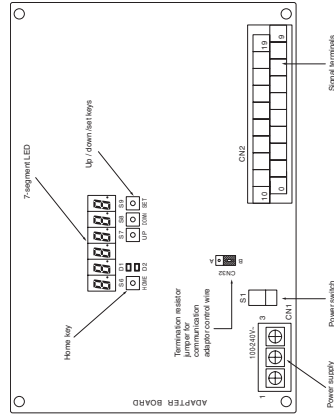 7-segment LED
Up / down /set keys
Home key
S6 D1 S7 S8 S9
HOME D2 UP DOWN SET
Termination resistor
jumper for
communication
adaptor control wire
A
B
CN32
CN2
10 19
0 9
Signal terminals
S1
Power switch
100-240V~
1 3
CN1
Power supply
ADAPTER BOARD